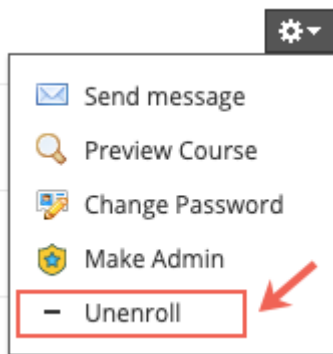 Send message
Preview Course
Change Password
Make Admin
Unenroll